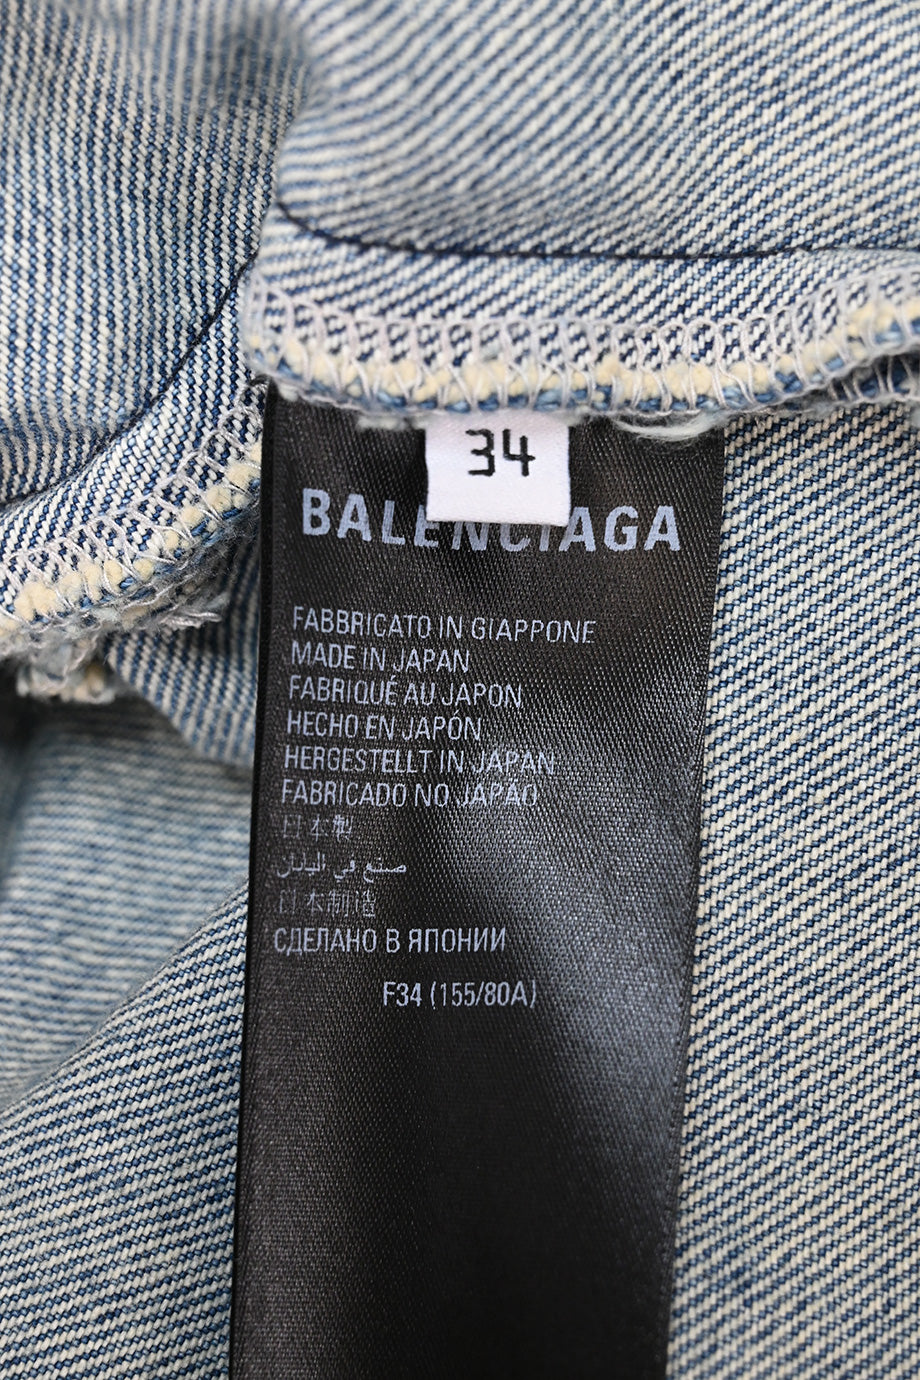 34
BALENCIAGA
FABBRICATO IN GIAPPONE
MADE IN JAPAN
FABRIQUÉ AU JAPON
HECHO EN JAPÓN
HERGESTELLT IN JAPAN
FABRICADO NO JAPÃO
日本製
صنع في اليابان
日本制造
СДЕЛАНО В ЯПОНИИ
F34 (155/80A)